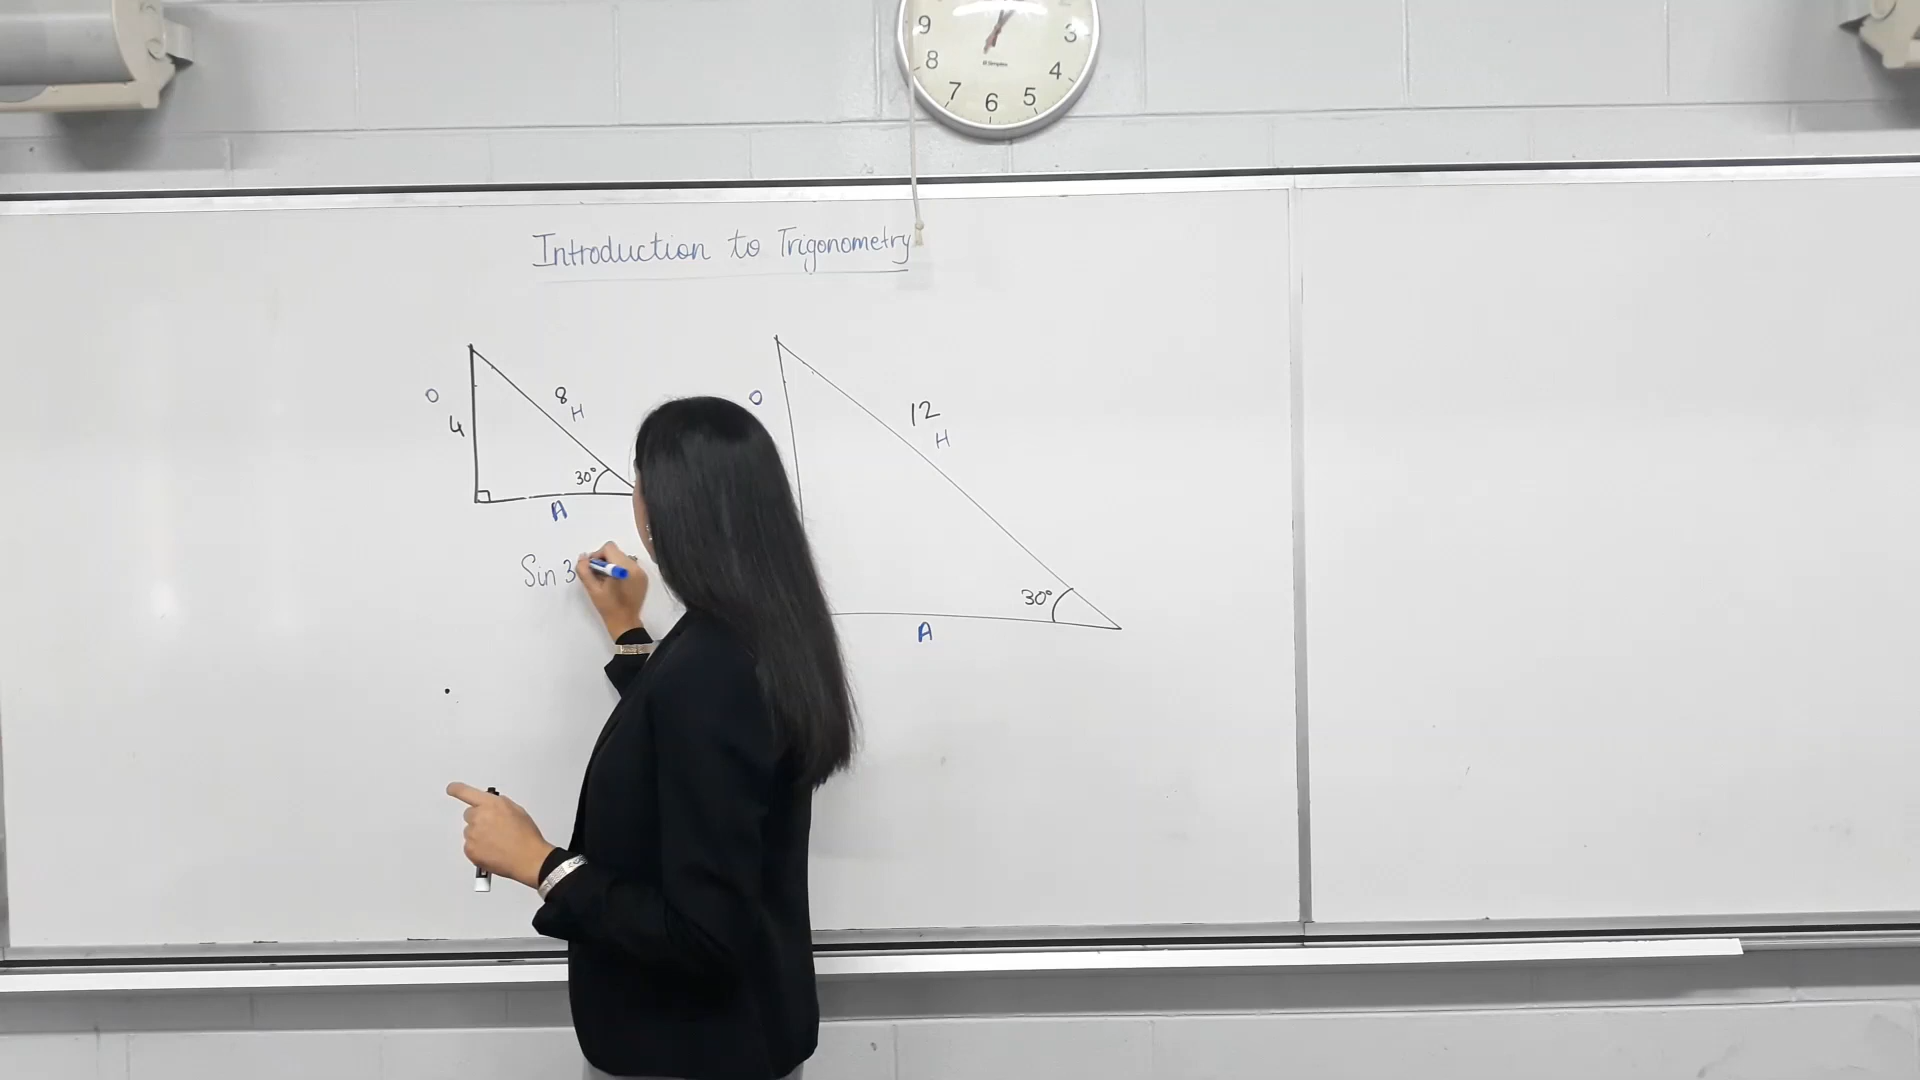 9 3
8 4
7 6 5
Introduction to Trigonometry
O 8 O 12
H H
4
30°
A
Sin 3
30°
A